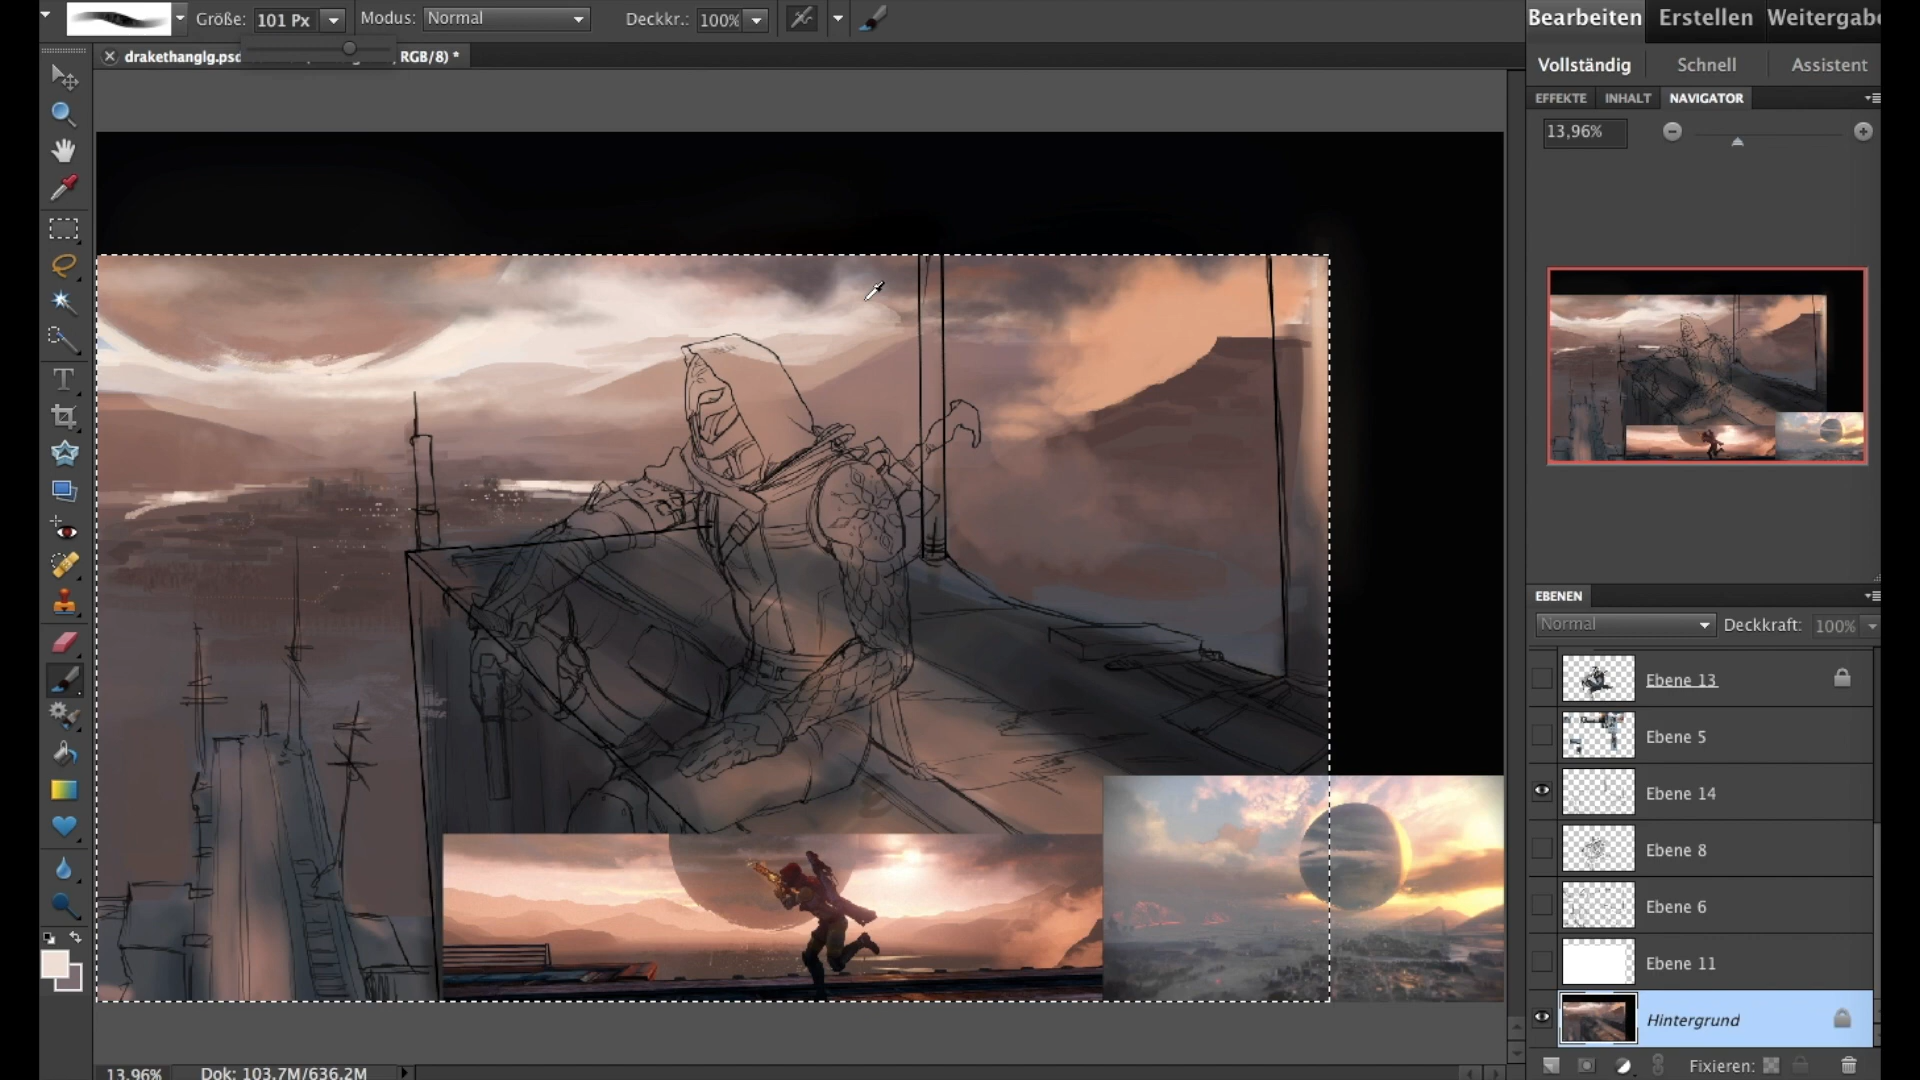 Größe: 101 Px Modus: Normal Deckkr.: 100%
Bearbeiten Erstellen Weitergabe
drakethanglg.psd RGB/8) *
Vollständig Schnell Assistent
EFFEKTE INHALT NAVIGATOR
13,96%
EBENEN
Normal Deckkraft: 100%
Ebene 13
Ebene 5
Ebene 14
Ebene 8
Ebene 6
Ebene 11
Hintergrund
Fixieren:
13,96% Dok: 103,7M/636,2M